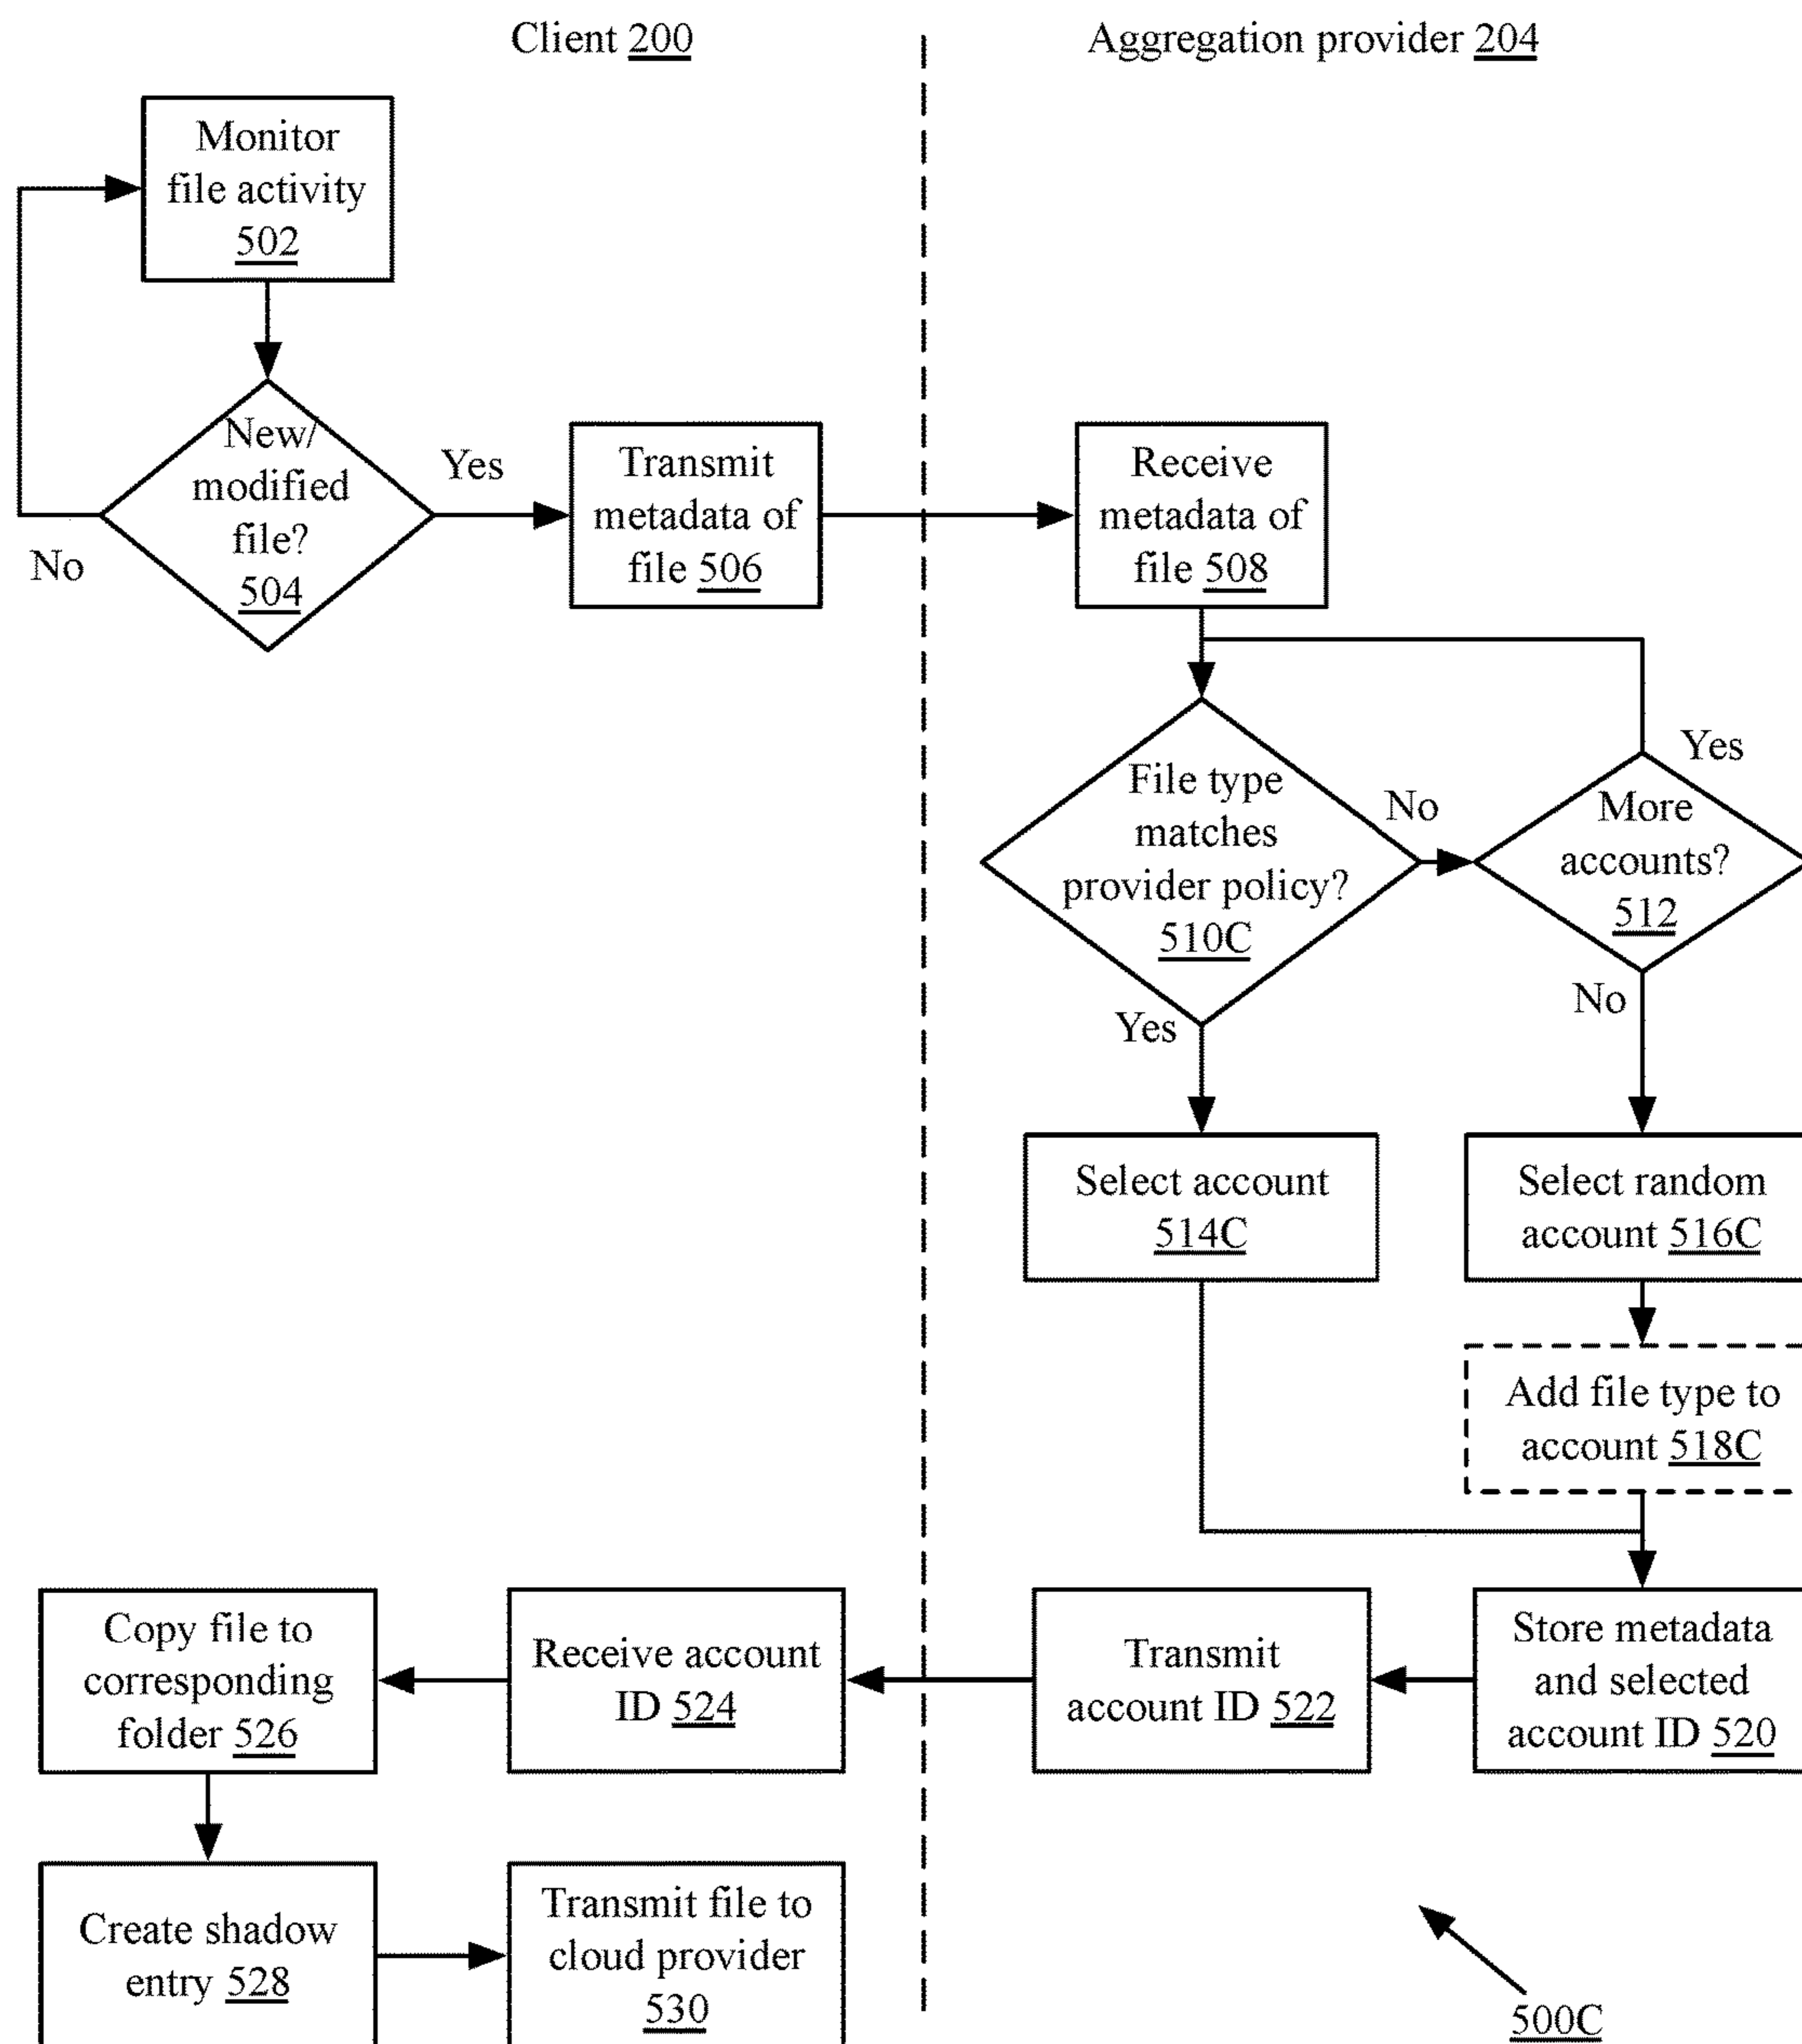 Client 200
Aggregation provider 204
Monitor
file activity
502
New/
modified
file?
504
Yes
No
Transmit
metadata of
file 506
Receive
metadata of
file 508
File type
matches
provider policy?
510C
No
Yes
More
accounts?
512
Yes
No
Select account
514C
Select random
account 516C
Add file type to
account 518C
Store metadata
and selected
account ID 520
Transmit
account ID 522
Receive account
ID 524
Copy file to
corresponding
folder 526
Create shadow
entry 528
Transmit file to
cloud provider
530
500C